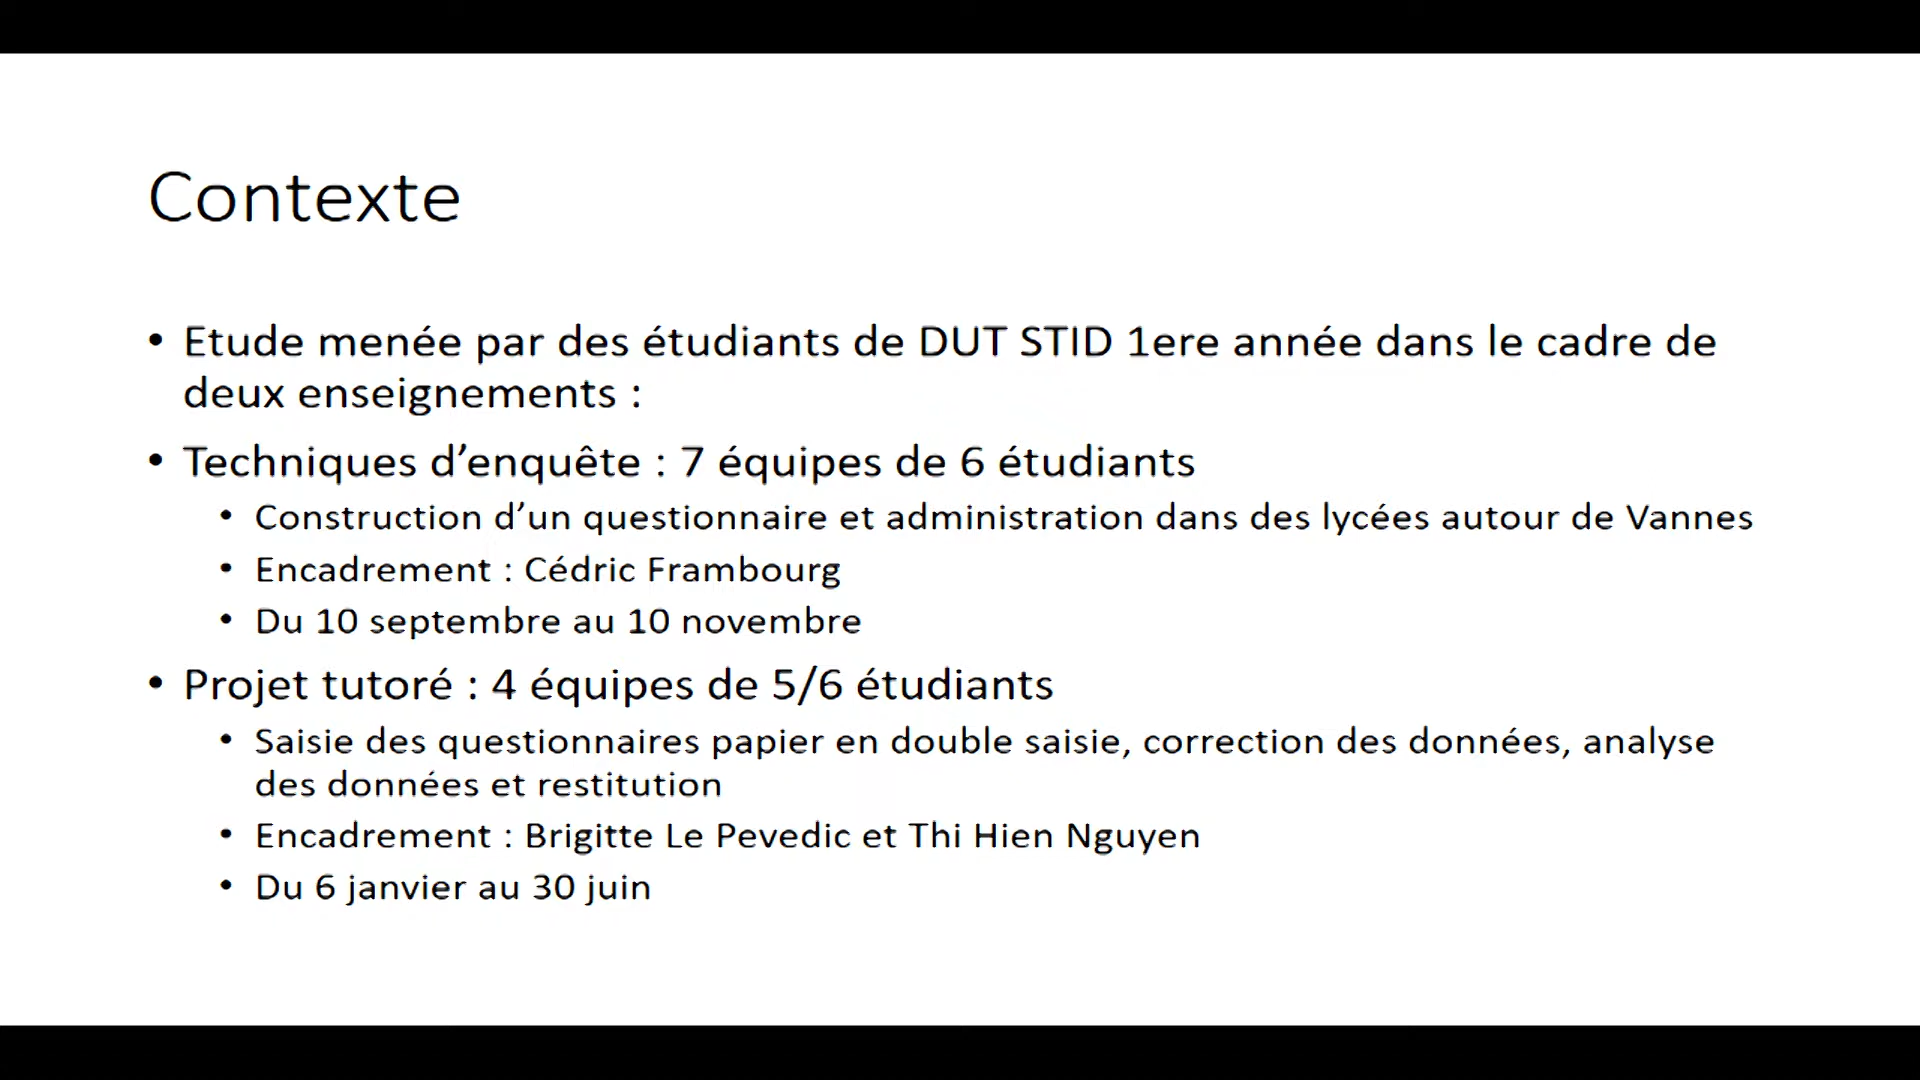 Contexte
• Etude menée par des étudiants de DUT STID 1ere année dans le cadre de
deux enseignements :
• Techniques d’enquête : 7 équipes de 6 étudiants
• Construction d’un questionnaire et administration dans des lycées autour de Vannes
• Encadrement : Cédric Frambourg
• Du 10 septembre au 10 novembre
• Projet tutoré : 4 équipes de 5/6 étudiants
• Saisie des questionnaires papier en double saisie, correction des données, analyse
des données et restitution
• Encadrement : Brigitte Le Pevedic et Thi Hien Nguyen
• Du 6 janvier au 30 juin